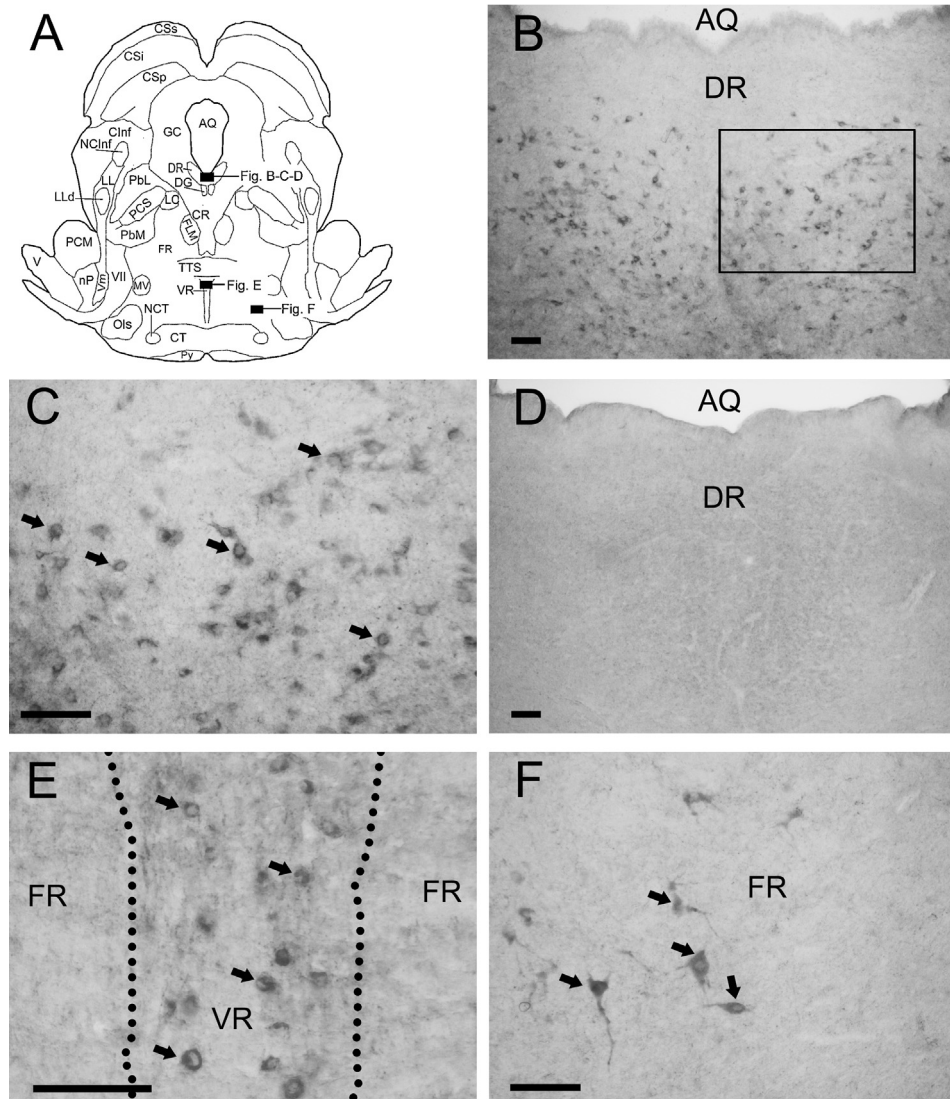 A
CSs
CSi
CSp
CInf
NCInf
GC
AQ
DR
DG
Fig. B-C-D
LL
PbL
LLd
PCS
LC
CR
PCM
PbM
FLM
FR
V
nP
Vm
VII
MV
TTS
VR
Fig. E
Fig. F
NCT
OIs
CT
Py
B
AQ
DR
C
D
AQ
DR
E
FR
FR
VR
F
FR